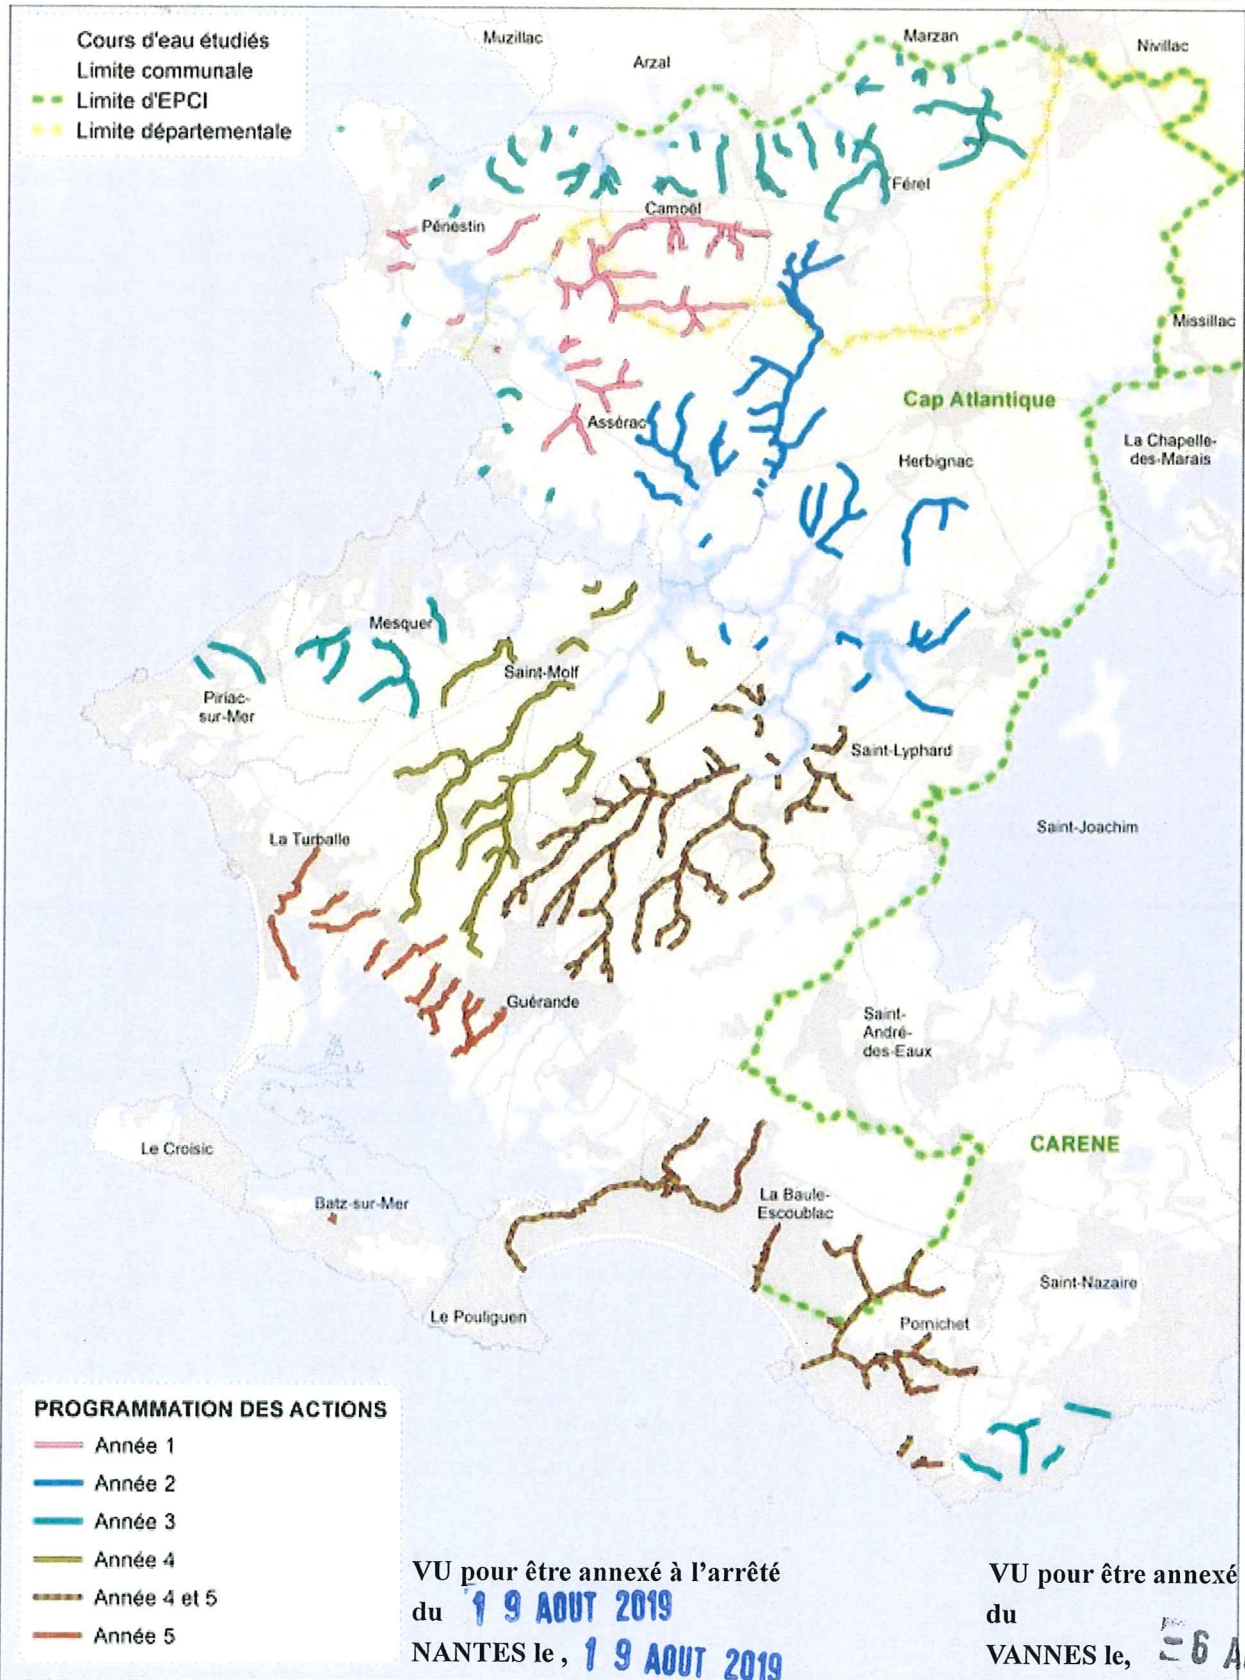 Cours d'eau étudiés
Limite communale
Limite d'EPCI
Limite départementale
Muzillac
Arzal
Marzan
Nivillac
Férel
Camoël
Pénestin
Missillac
Cap Atlantique
Assérac
La Chapelle-
des-Marais
Herbignac
Mesquer
Saint-Molf
Piriac-
sur-Mer
Saint-Lyphard
Saint-Joachim
La Turballe
Guérande
Saint-
André-
des-Eaux
Le Croisic
CARENE
Batz-sur-Mer
La Baule-
Escoublac
Saint-Nazaire
Le Pouliguen
Pornichet
PROGRAMMATION DES ACTIONS
Année 1
Année 2
Année 3
Année 4
Année 4 et 5
Année 5
VU pour être annexé à l'arrêté
du 19 AOUT 2019
NANTES le , 19 AOUT 2019
VU pour être annexé
du
VANNES le, 6 A